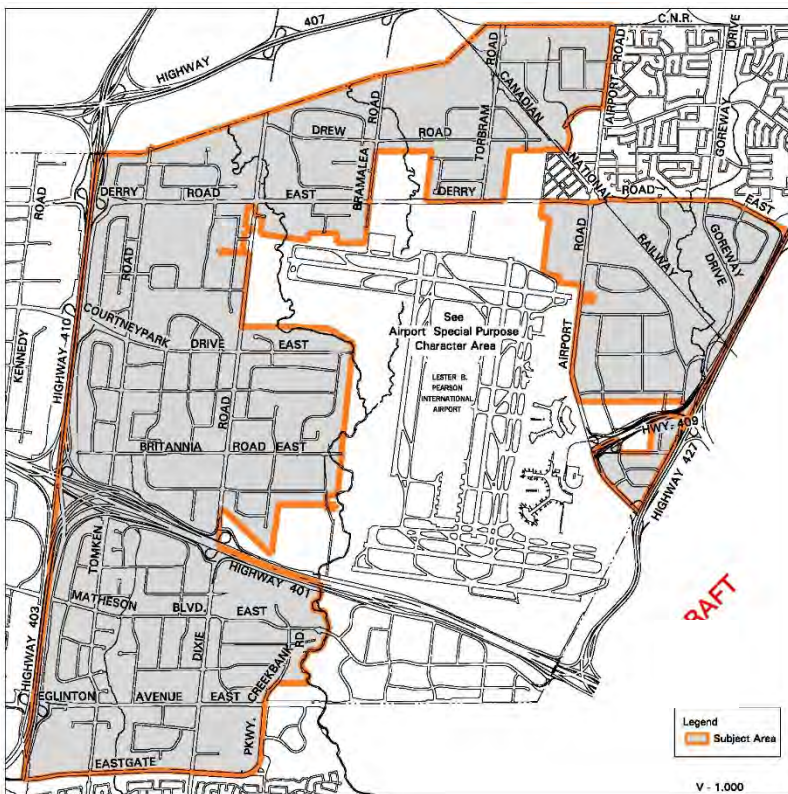 C.N.R.
407
HIGHWAY
ROAD
DRIVE
ROAD
CANADIAN
AIRPORT
DREW ROAD
ROAD
TORBRAM
GOREWAY
NATIONAL
BRAMALEA
ROAD
DERRY ROAD EAST
DERRY
ROAD
EAST
ROAD
RAILWAY
GOREWAY
DRIVE
ROAD
HIGHWAY 410
COURTNEYPARK DRIVE EAST
KENNEDY
See
Airport Special Purpose
Character Area
AIRPORT
LESTER B.
PEARSON
INTERNATIONAL
AIRPORT
ROAD
HWY. 409
BRITANNIA ROAD EAST
HIGHWAY 427
TOMKEN
HIGHWAY 401
MATHESON BLVD. EAST
HIGHWAY 403
DIXIE
RD.
CREEKBANK
EGLINTON AVENUE EAST
PKWY.
EASTGATE
RAFT
Legend
Subject Area
V - 1.000